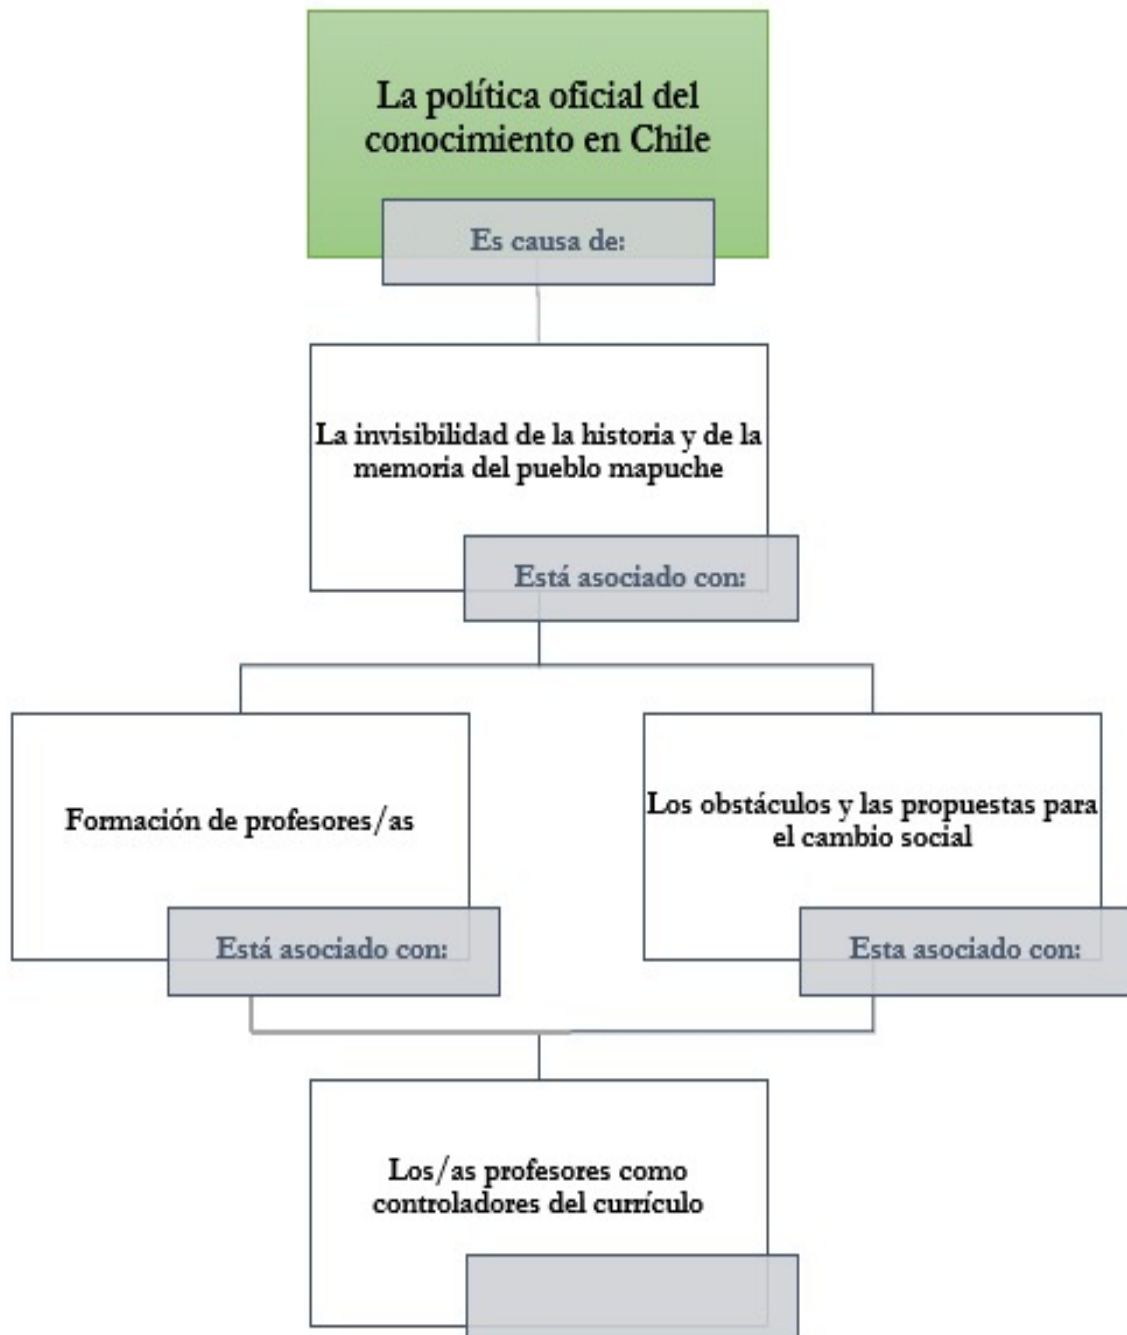 La política oficial del
conocimiento en Chile
Es causa de:
La invisibilidad de la historia y de la
memoria del pueblo mapuche
Está asociado con:
Formación de profesores/as
Está asociado con:
Los obstáculos y las propuestas para
el cambio social
Esta asociado con:
Los/as profesores como
controladores del currículo